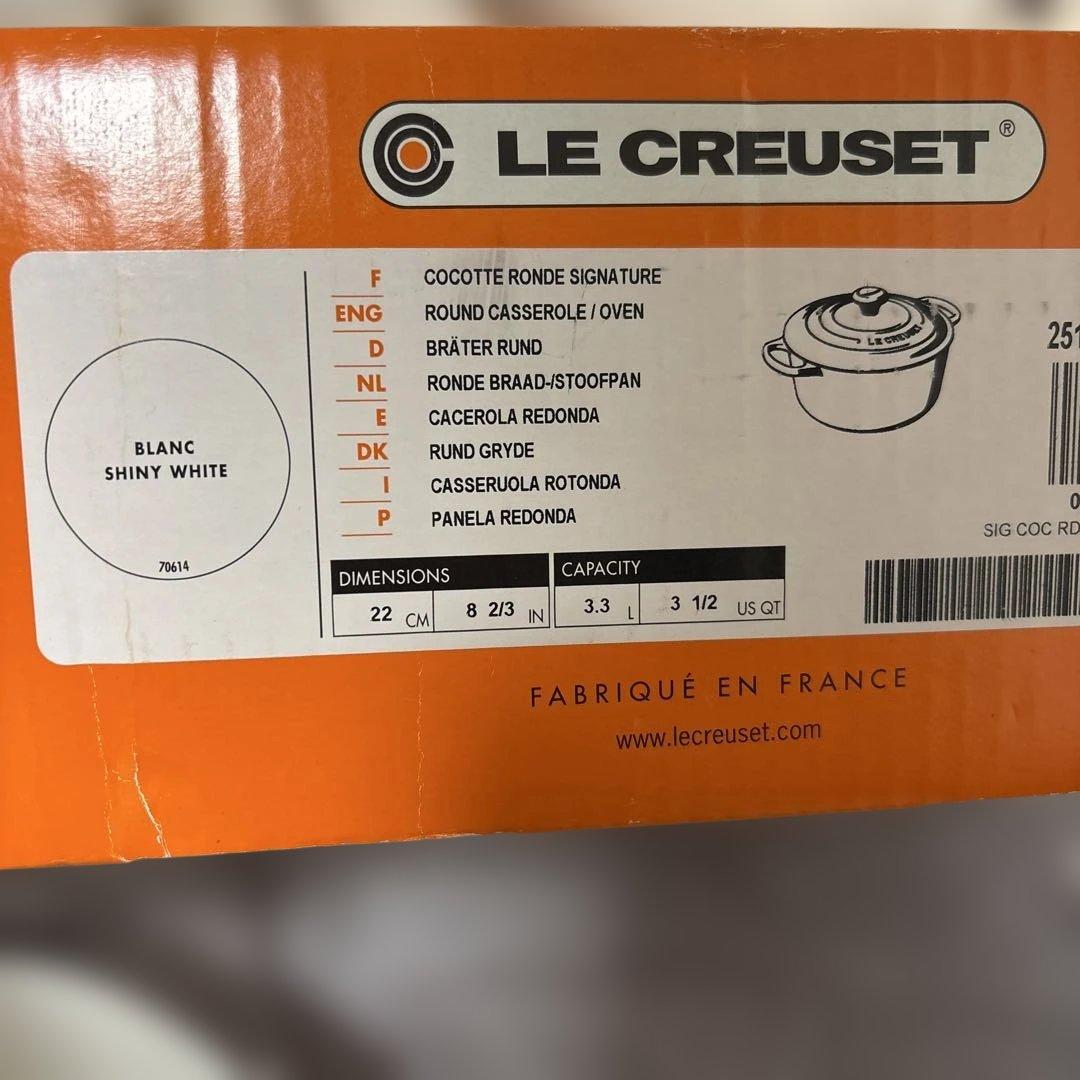 LE CREUSET®
BLANC
SHINY WHITE
70614
F COCOTTE RONDE SIGNATURE
ENG ROUND CASSEROLE / OVEN
D BRÄTER RUND
NL RONDE BRAAD-/STOOFPAN
E CACEROLA REDONDA
DK RUND GRYDE
I CASSERUOLA ROTONDA
P PANELA REDONDA
LE CREUSET
251
0
SIG COC RD
DIMENSIONS CAPACITY
22 CM 8 2/3 IN 3.3 L 3 1/2 US QT
FABRIQUÉ EN FRANCE
www.lecreuset.com